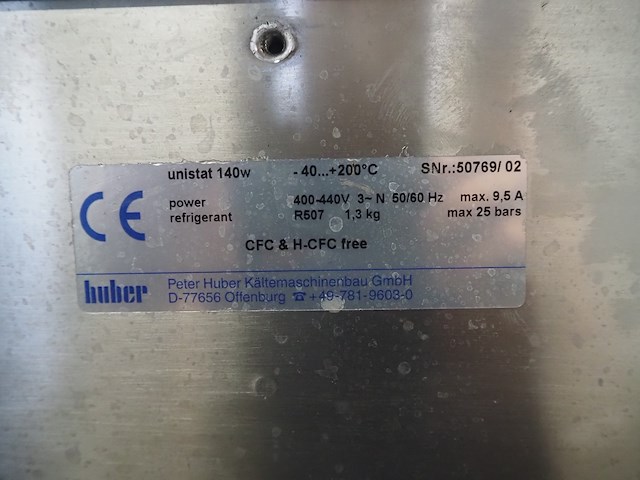 unistat 140w - 40...+200°C SNr.:50769/ 02
power 400-440V 3~ N 50/60 Hz max. 9,5 A
refrigerant R507 1,3 kg max 25 bars
CFC & H-CFC free
CE
huber
Peter Huber Kältemaschinenbau GmbH
D-77656 Offenburg ☎ +49-781-9603-0